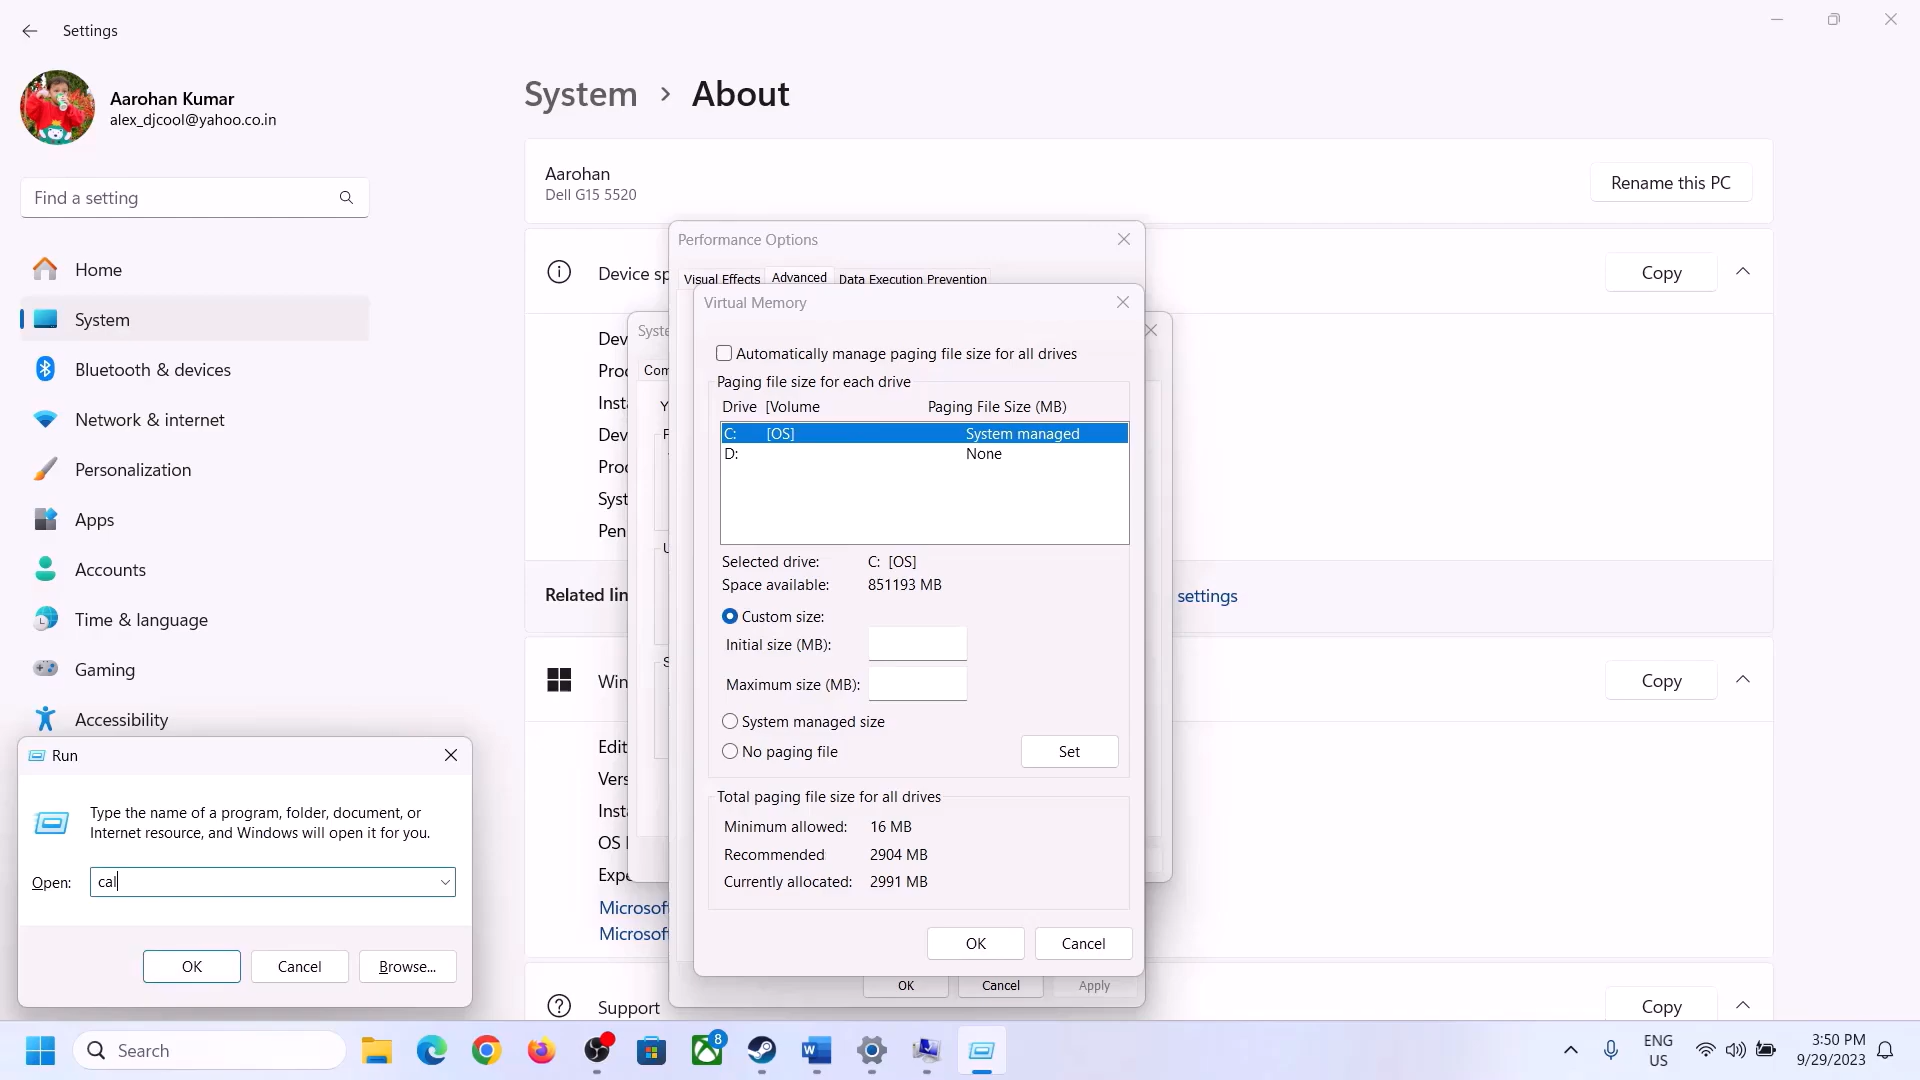 Settings
Aarohan Kumar
alex_djcool@yahoo.co.in
Find a setting
Home
System
Bluetooth & devices
Network & internet
Personalization
Apps
Accounts
Time & language
Gaming
Accessibility
System > About
Aarohan
Dell G15 5520
Rename this PC
Device sp
Copy
Dev
Proc
Inst
Dev
Proc
Syst
Pen
Related lin
settings
Win
Copy
Edit
Vers
Inst
OS
Expe
Microsof
Microsof
Support
Copy
Syste
Com
Performance Options
Visual Effects
Advanced
Data Execution Prevention
OK
Cancel
Apply
Virtual Memory
Automatically manage paging file size for all drives
Paging file size for each drive
Drive [Volume Paging File Size (MB)
C: [OS] System managed
D: None
Selected drive: C: [OS]
Space available: 851193 MB
Custom size:
Initial size (MB):
Maximum size (MB):
System managed size
No paging file
Set
Total paging file size for all drives
Minimum allowed: 16 MB
Recommended 2904 MB
Currently allocated: 2991 MB
OK
Cancel
Run
Type the name of a program, folder, document, or
Internet resource, and Windows will open it for you.
Open: cal
OK
Cancel
Browse...
Search
8
ENG
US
3:50 PM
9/29/2023